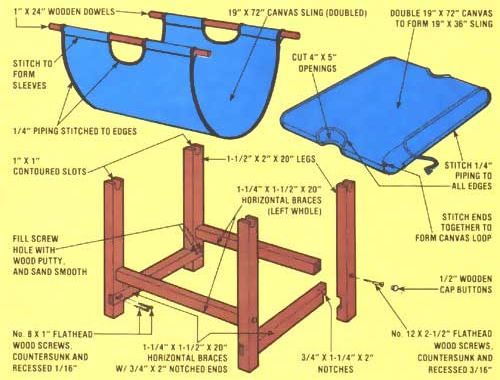 1" X 24" WOODEN DOWELS
19" X 72" CANVAS SLING (DOUBLED)
DOUBLE 19" X 72" CANVAS
TO FORM 19" X 36" SLING
STITCH TO
FORM
SLEEVES
CUT 4" X 5"
OPENINGS
1/4" PIPING STITCHED TO EDGES
STITCH 1/4"
PIPING TO
ALL EDGES
STITCH ENDS
TOGETHER TO
FORM CANVAS LOOP
1" X 1"
CONTOURED SLOTS
1-1/2" X 2" X 20" LEGS
1-1/4" X 1-1/2" X 20"
HORIZONTAL BRACES
(LEFT WHOLE)
FILL SCREW
HOLE WITH
WOOD PUTTY,
AND SAND SMOOTH
1/2" WOODEN
CAP BUTTONS
No. 8 X 1" FLATHEAD
WOOD SCREWS,
COUNTERSUNK AND
RECESSED 1/16"
1-1/4" X 1-1/2" X 20"
HORIZONTAL BRACES
W/ 3/4" X 2" NOTCHED ENDS
3/4" X 1-1/4" X 2"
NOTCHES
No. 12 X 2-1/2" FLATHEAD
WOOD SCREWS,
COUNTERSUNK AND
RECESSED 3/16"